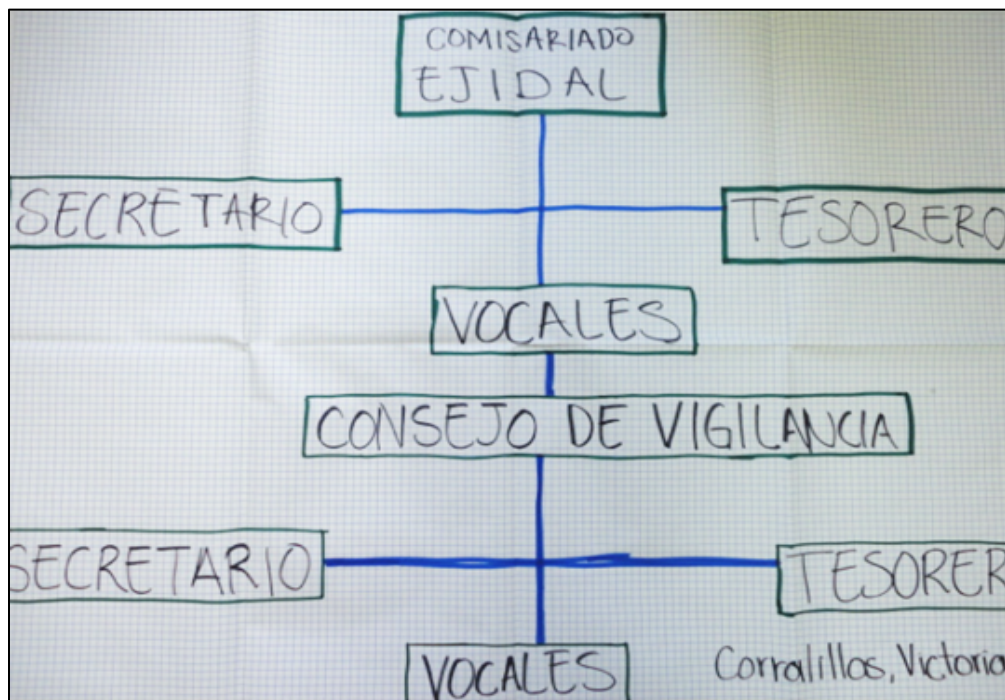 COMISARIADO
EJIDAL
SECRETARIO
TESORERO
VOCALES
CONSEJO DE VIGILANCIA
SECRETARIO
TESORER
VOCALES
Corralillos, Victoria